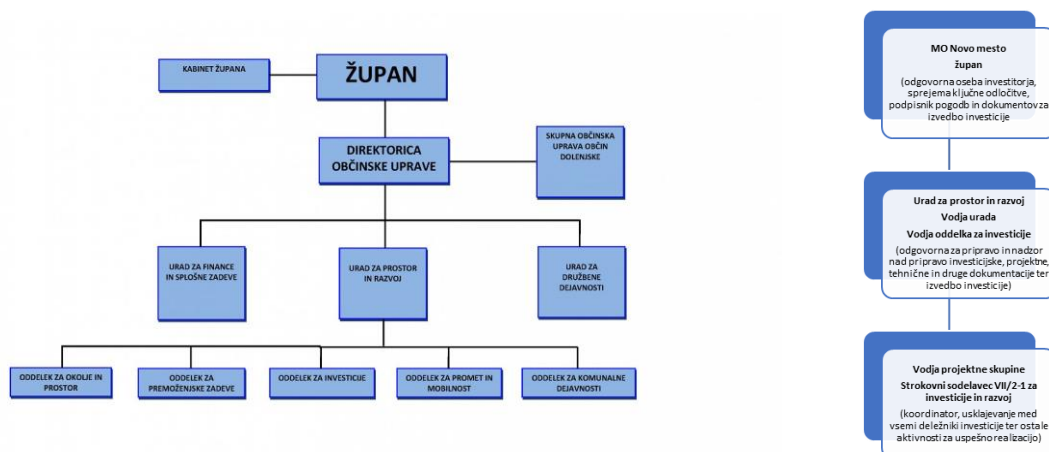 KABINET ŽUPANA
ŽUPAN
DIREKTORICA
OBČINSKE UPRAVE
SKUPNA OBČINSKA
UPRAVA OBČIN
DOLENJSKE
URAD ZA FINANCE
IN SPLOŠNE ZADEVE
URAD ZA PROSTOR
IN RAZVOJ
URAD ZA
DRUŽBENE
DEJAVNOSTI
ODDELEK ZA OKOLJE IN
PROSTOR
ODDELEK ZA
PREMOŽENJSKE ZADEVE
ODDELEK ZA INVESTICIJE
ODDELEK ZA PROMET IN
MOBILNOST
ODDELEK ZA KOMUNALNE
DEJAVNOSTI
MO Novo mesto
župan
(odgovorna oseba investitorja,
sprejema ključne odločitve,
podpisnik pogodb in dokumentov za
izvedbo investicije
Urad za prostor in razvoj
Vodja urada
Vodja oddelka za investicije
(odgovorna za pripravo in nadzor
nad pripravo investicijske, projektne,
tehnične in druge dokumentacije ter
izvedbo investicije)
Vodja projektne skupine
Strokovni sodelavec VII/2-1 za
investicije in razvoj
(koordinator, usklajevanje med
vsemi deležniki investicije ter ostale
aktivnosti za uspešno realizacijo)